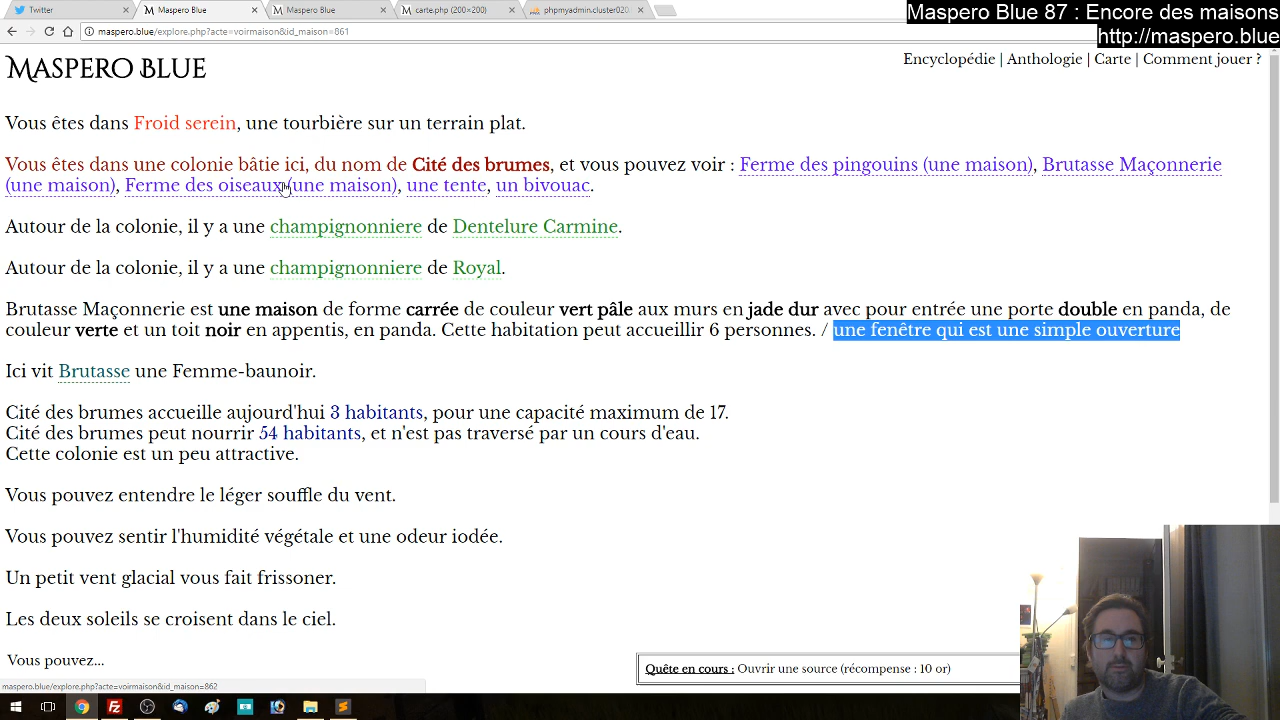 Twitter
Maspero Blue
Maspero Blue
carte.php (200×200)
phpmyadmin.cluster020.
Maspero Blue 87 : Encore des maisons
http://maspero.blue
maspero.blue/explore.php?acte=voirmaison&id_maison=861
Maspero Blue
Encyclopédie | Anthologie | Carte | Comment jouer ?
Vous êtes dans Froid serein, une tourbière sur un terrain plat.
Vous êtes dans une colonie bâtie ici, du nom de Cité des brumes, et vous pouvez voir : Ferme des pingouins (une maison), Brutasse Maçonnerie
(une maison), Ferme des oiseaux (une maison), une tente, un bivouac.
Autour de la colonie, il y a une champignonniere de Dentelure Carmine.
Autour de la colonie, il y a une champignonniere de Royal.
Brutasse Maçonnerie est une maison de forme carrée de couleur vert pâle aux murs en jade dur avec pour entrée une porte double en panda, de
couleur verte et un toit noir en appentis, en panda. Cette habitation peut accueillir 6 personnes. / une fenêtre qui est une simple ouverture
Ici vit Brutasse une Femme-baunoir.
Cité des brumes accueille aujourd'hui 3 habitants, pour une capacité maximum de 17.
Cité des brumes peut nourrir 54 habitants, et n'est pas traversé par un cours d'eau.
Cette colonie est un peu attractive.
Vous pouvez entendre le léger souffle du vent.
Vous pouvez sentir l'humidité végétale et une odeur iodée.
Un petit vent glacial vous fait frissoner.
Les deux soleils se croisent dans le ciel.
Vous pouvez...
Quête en cours : Ouvrir une source (récompense : 10 or)
maspero.blue/explore.php?acte=voirmaison&id_maison=862